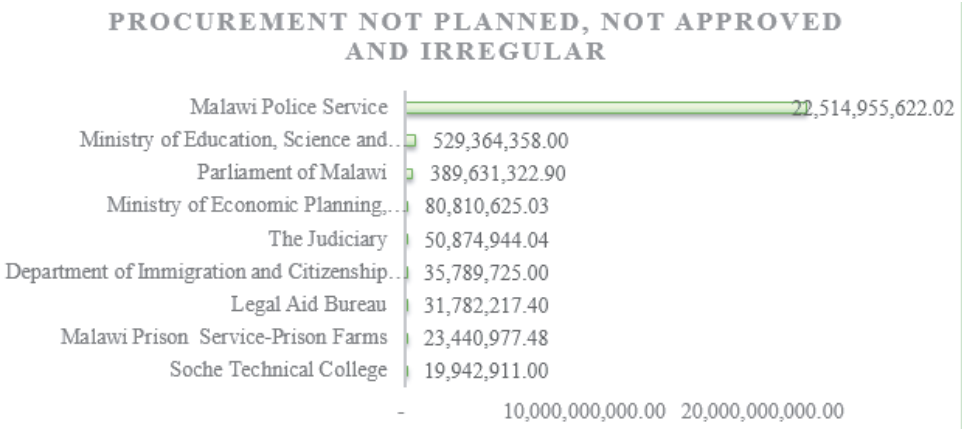 PROCUREMENT NOT PLANNED, NOT APPROVED
AND IRREGULAR
Malawi Police Service 22,514,955,622.02
Ministry of Education, Science and... 529,364,358.00
Parliament of Malawi 389,631,322.90
Ministry of Economic Planning,... 80,810,625.03
The Judiciary 50,874,944.04
Department of Immigration and Citizenship... 35,789,725.00
Legal Aid Bureau 31,782,217.40
Malawi Prison Service-Prison Farms 23,440,977.48
Soche Technical College 19,942,911.00
- 10,000,000,000.00 20,000,000,000.00